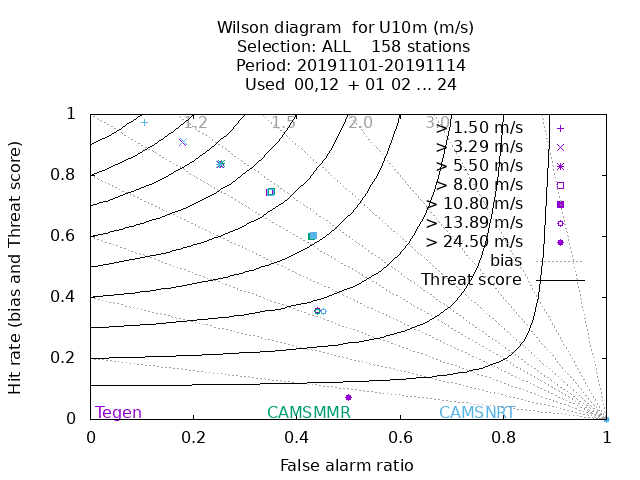 Wilson diagram  for U10m (m/s)
Selection: ALL    158 stations
Period: 20191101-20191114
Used  00,12  + 01 02 ... 24
Hit rate (bias and Threat score)
1
0.8
0.6
0.4
0.2
0
1.2
1.5
2.0
3.0
> 1.50 m/s
> 3.29 m/s
> 5.50 m/s
> 8.00 m/s
> 10.80 m/s
> 13.89 m/s
> 24.50 m/s
bias
Threat score
Tegen
CAMSMMR
CAMSNRT
0
0.2
0.4
0.6
0.8
1
False alarm ratio